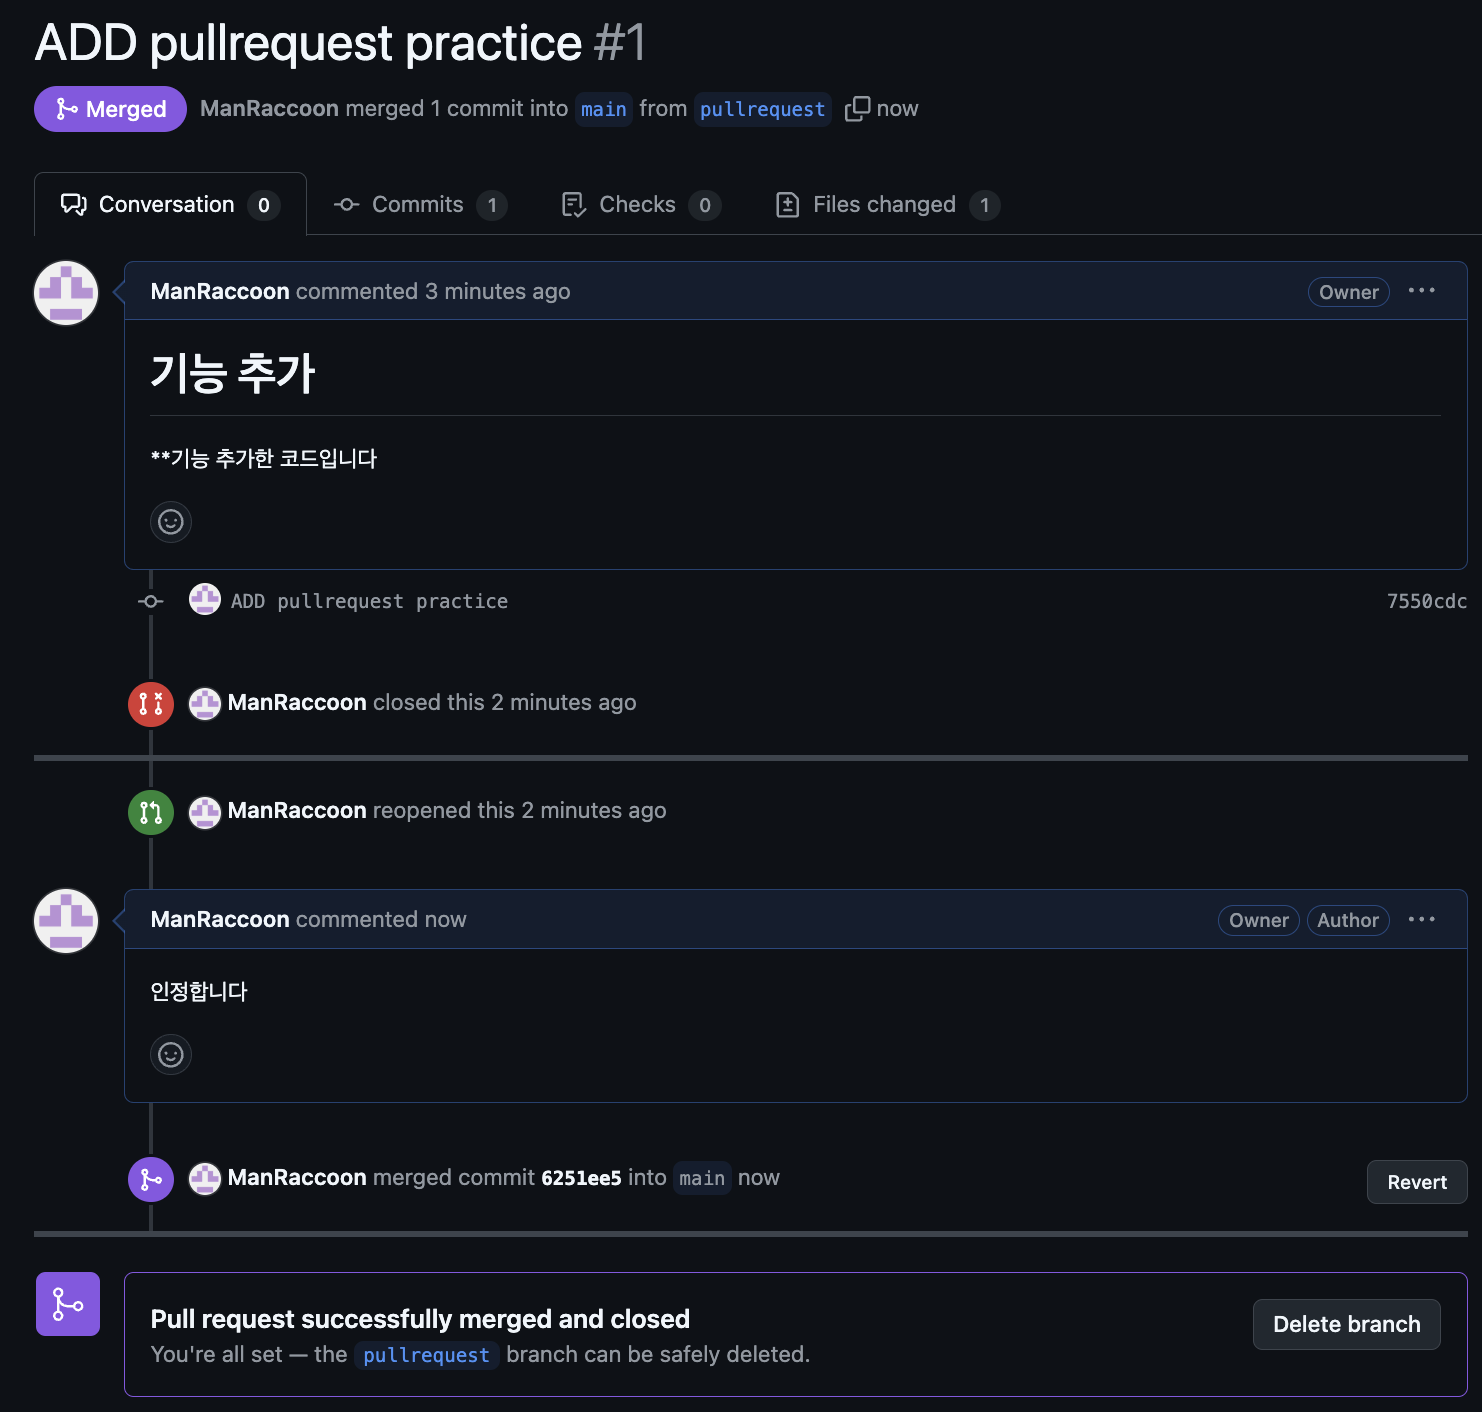 ADD pullrequest practice #1
Merged ManRaccoon merged 1 commit into main from pullrequest now
Conversation 0 Commits 1 Checks 0 Files changed 1
ManRaccoon commented 3 minutes ago Owner ...
기능 추가
**기능 추가한 코드입니다
ADD pullrequest practice 7550cdc
ManRaccoon closed this 2 minutes ago
ManRaccoon reopened this 2 minutes ago
ManRaccoon commented now Owner Author ...
인정합니다
ManRaccoon merged commit 6251ee5 into main now Revert
Pull request successfully merged and closed
You're all set — the pullrequest branch can be safely deleted.
Delete branch